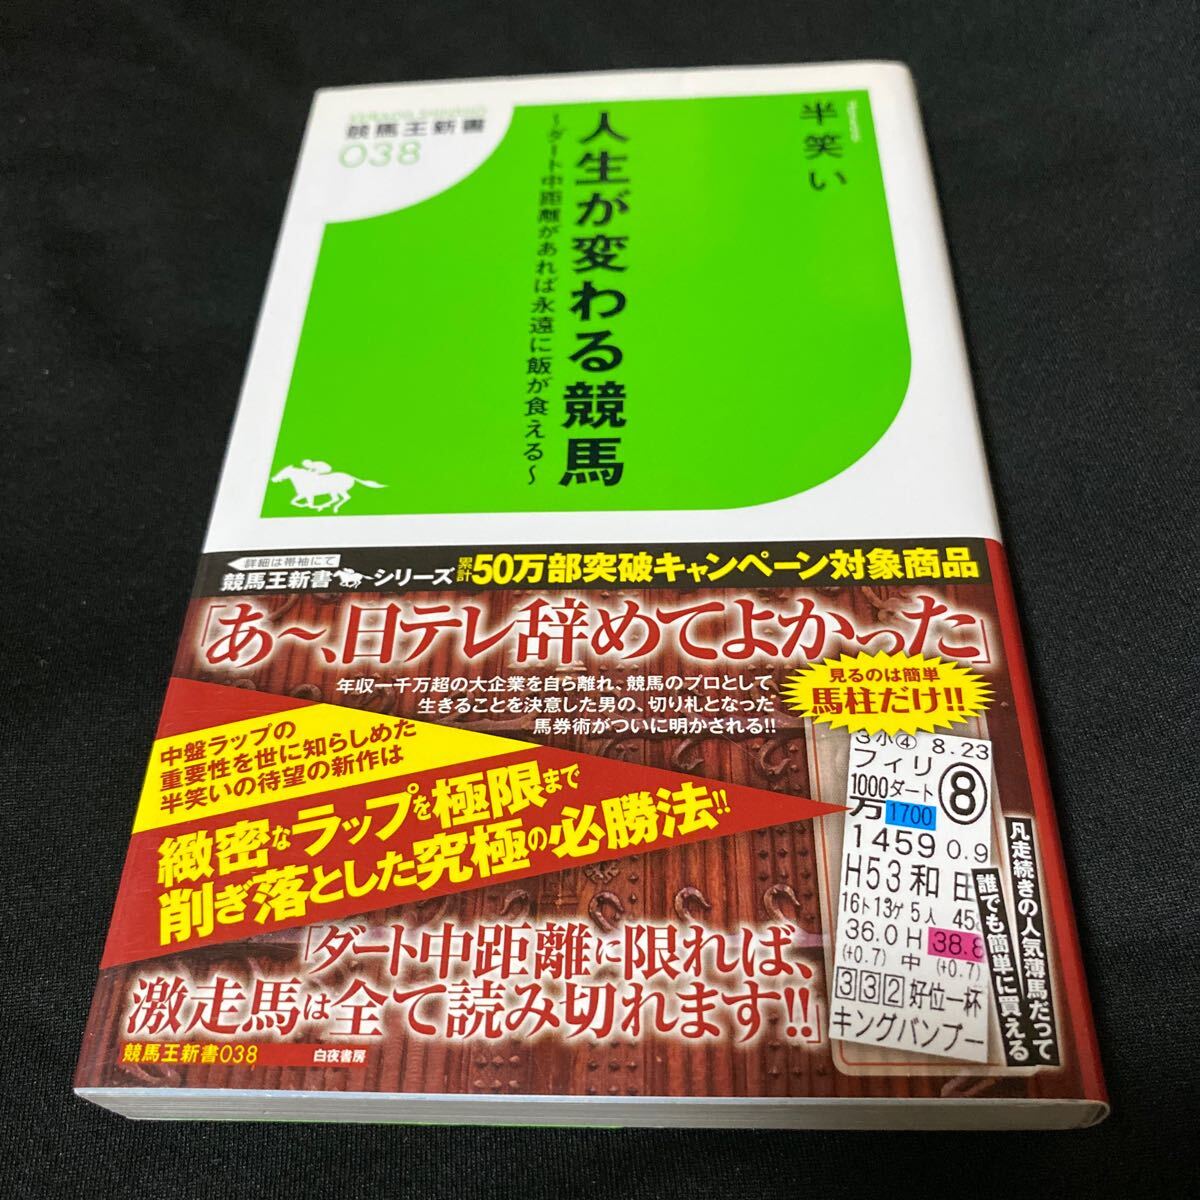 競馬王新書
038
半笑い
人生が変わる競馬
～ダート中距離があれば永遠に飯が食える～
詳細は帯袖にて
競馬王新書シリーズ累計50万部突破キャンペーン対象商品
「あ～、日テレ辞めてよかった」
年収一千万超の大企業を自ら離れ、競馬のプロとして
生きることを決意した男の、切り札となった
馬券術がついに明かされる!!
見るのは簡単
馬柱だけ!!
中盤ラップの
重要性を世に知らしめた
半笑いの待望の新作は
緻密なラップを極限まで
削ぎ落とした究極の必勝法!!
「ダート中距離に限れば、
激走馬は全て読み切れます!!」
3小④ 8.23
フィリ
1000ダート
万 1700 ⑧
1459 0.9
H53 和田
16ト13ゲ5人
36.0 H 38.8
(+0.7) 中 (+0.7)
332 好位一杯
キングバンブー
凡走続きの人気薄馬だって
誰でも簡単に買える
競馬王新書038
白夜書房